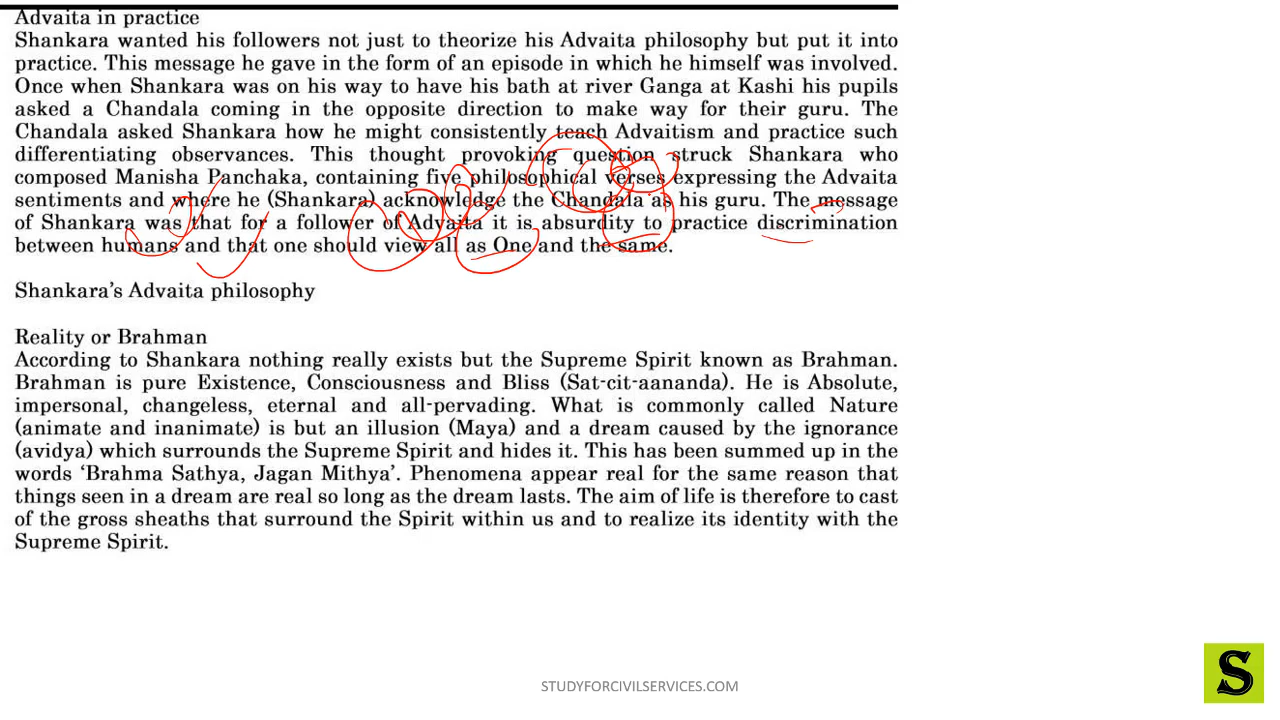 Advaita in practice
Shankara wanted his followers not just to theorize his Advaita philosophy but put it into
practice. This message he gave in the form of an episode in which he himself was involved.
Once when Shankara was on his way to have his bath at river Ganga at Kashi his pupils
asked a Chandala coming in the opposite direction to make way for their guru. The
Chandala asked Shankara how he might consistently teach Advaitism and practice such
differentiating observances. This thought provoking question struck Shankara who
composed Manisha Panchaka, containing five philosophical verses expressing the Advaita
sentiments and where he (Shankara) acknowledge the Chandala as his guru. The message
of Shankara was that for a follower of Advaita it is absurdity to practice discrimination
between humans and that one should view all as One and the same.
Shankara's Advaita philosophy
Reality or Brahman
According to Shankara nothing really exists but the Supreme Spirit known as Brahman.
Brahman is pure Existence, Consciousness and Bliss (Sat-cit-aananda). He is Absolute,
impersonal, changeless, eternal and all-pervading. What is commonly called Nature
(animate and inanimate) is but an illusion (Maya) and a dream caused by the ignorance
(avidya) which surrounds the Supreme Spirit and hides it. This has been summed up in the
words ‘Brahma Sathya, Jagan Mithya’. Phenomena appear real for the same reason that
things seen in a dream are real so long as the dream lasts. The aim of life is therefore to cast
of the gross sheaths that surround the Spirit within us and to realize its identity with the
Supreme Spirit.
STUDYFORCIVILSERVICES.COM
S